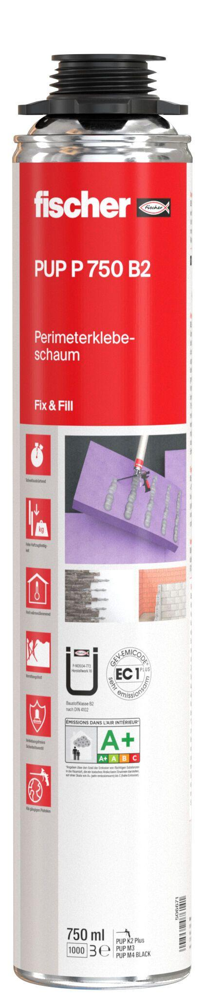 fischer
fischer
PUP P 750 B2
Perimeterklebe-
schaum
Fix & Fill
Schnellaushärtend
kg
Hohe Haftzugfestig-
keit
Hoch wärmedämmend
Verrottungsfest
Verklebungsfreies
Sicherheitsventil
Alle gängigen Pistolen
fischer
P-NDS04-772
Herstellwerk 16
Baustoffklasse B2
nach DIN 4102
GEV-EMICODE®
EC1 PLUS
sehr emissionsarm
ÉMISSIONS DANS L'AIR INTÉRIEUR*
A+
A+ A B C
*Angaben über den Grad der Emission von flüchtigen Substanzen
in der Raumluft, die ein toxisches Risiko beim Einatmen darstellen,
auf einer Skala von A+ (sehr emissionsarm) bis C (hohe Emission)
506671
750 ml
1000
PUP K2 Plus
PUP M3
PUP M4 BLACK